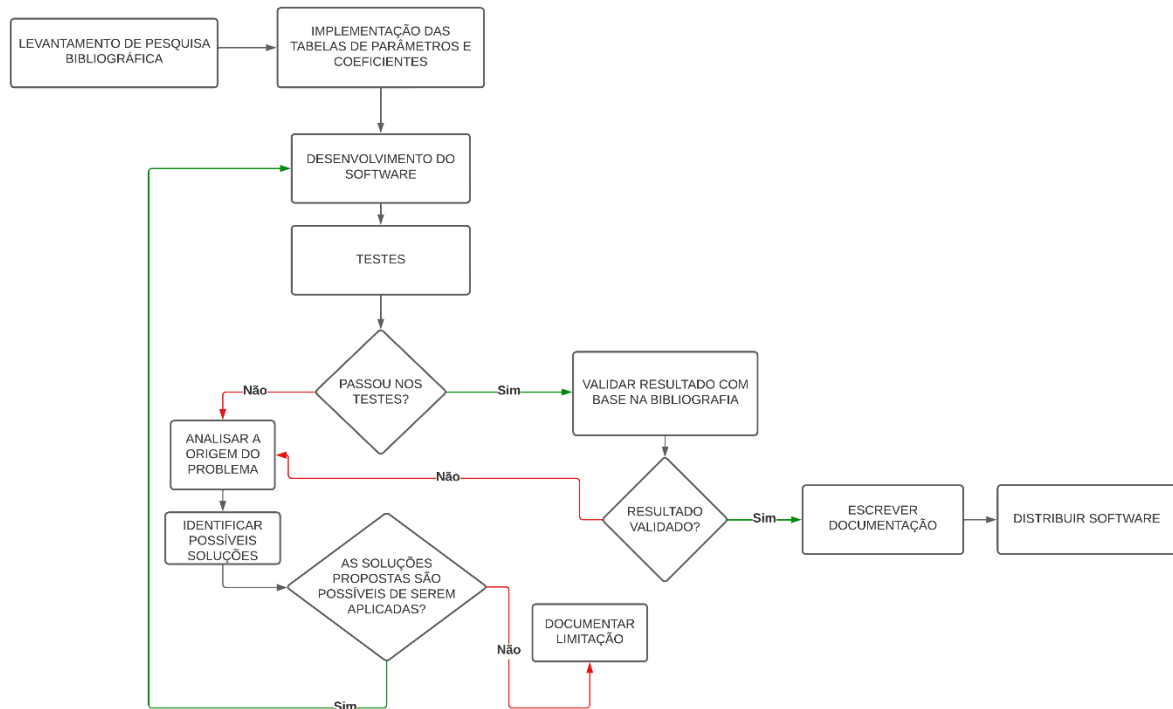 LEVANTAMENTO DE PESQUISA
BIBLIOGRÁFICA
IMPLEMENTAÇÃO DAS
TABELAS DE PARÂMETROS E
COEFICIENTES
DESENVOLVIMENTO DO
SOFTWARE
TESTES
PASSOU NOS
TESTES?
Não
Sim
VALIDAR RESULTADO COM
BASE NA BIBLIOGRAFIA
ANALISAR A
ORIGEM DO
PROBLEMA
Não
RESULTADO
VALIDADO?
Sim
ESCREVER
DOCUMENTAÇÃO
DISTRIBUIR SOFTWARE
IDENTIFICAR
POSSÍVEIS
SOLUÇÕES
AS SOLUÇÕES
PROPOSTAS SÃO
POSSÍVEIS DE SEREM
APLICADAS?
Não
DOCUMENTAR
LIMITAÇÃO
Sim